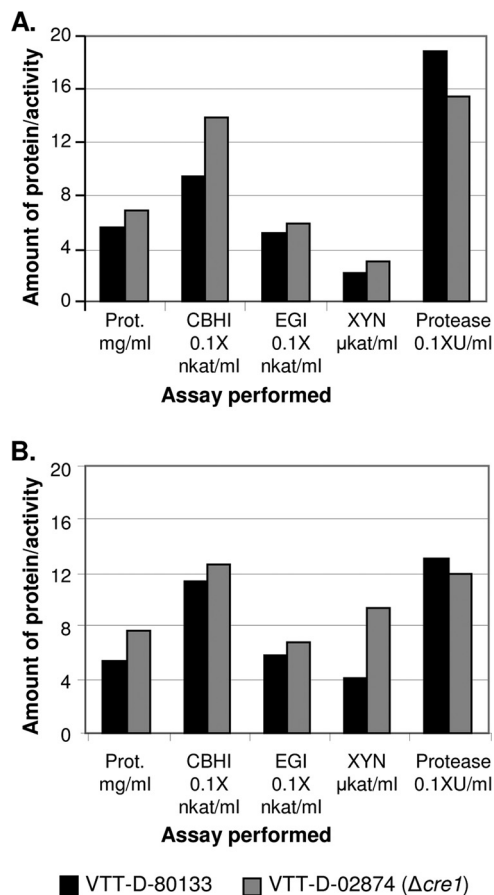 A.
Amount of protein/activity
20
16
12
8
4
0
Prot. CBHI EGI XYN Protease
mg/ml 0.1X 0.1X µkat/ml 0.1XU/ml
nkat/ml nkat/ml
Assay performed
B.
Amount of protein/activity
20
16
12
8
4
0
Prot. CBHI EGI XYN Protease
mg/ml 0.1X 0.1X µkat/ml 0.1XU/ml
nkat/ml nkat/ml
Assay performed
VTT-D-80133 VTT-D-02874 (Δcre1)